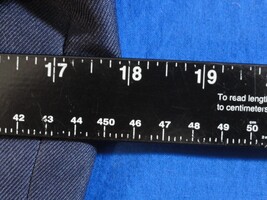 17 18 19
To read length
to centimeters
42 43 44 450 46 47 48 49 50